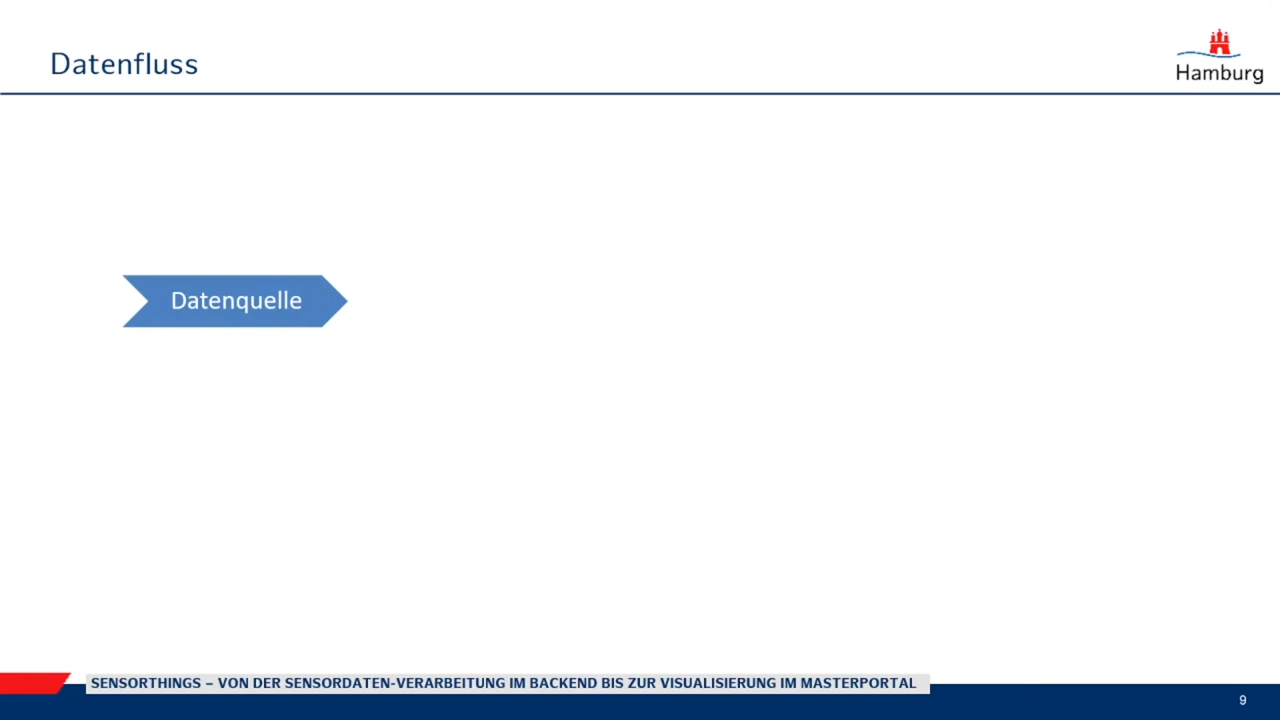 Datenfluss
Hamburg
Datenquelle
SENSORTHINGS – VON DER SENSORDATEN-VERARBEITUNG IM BACKEND BIS ZUR VISUALISIERUNG IM MASTERPORTAL
9